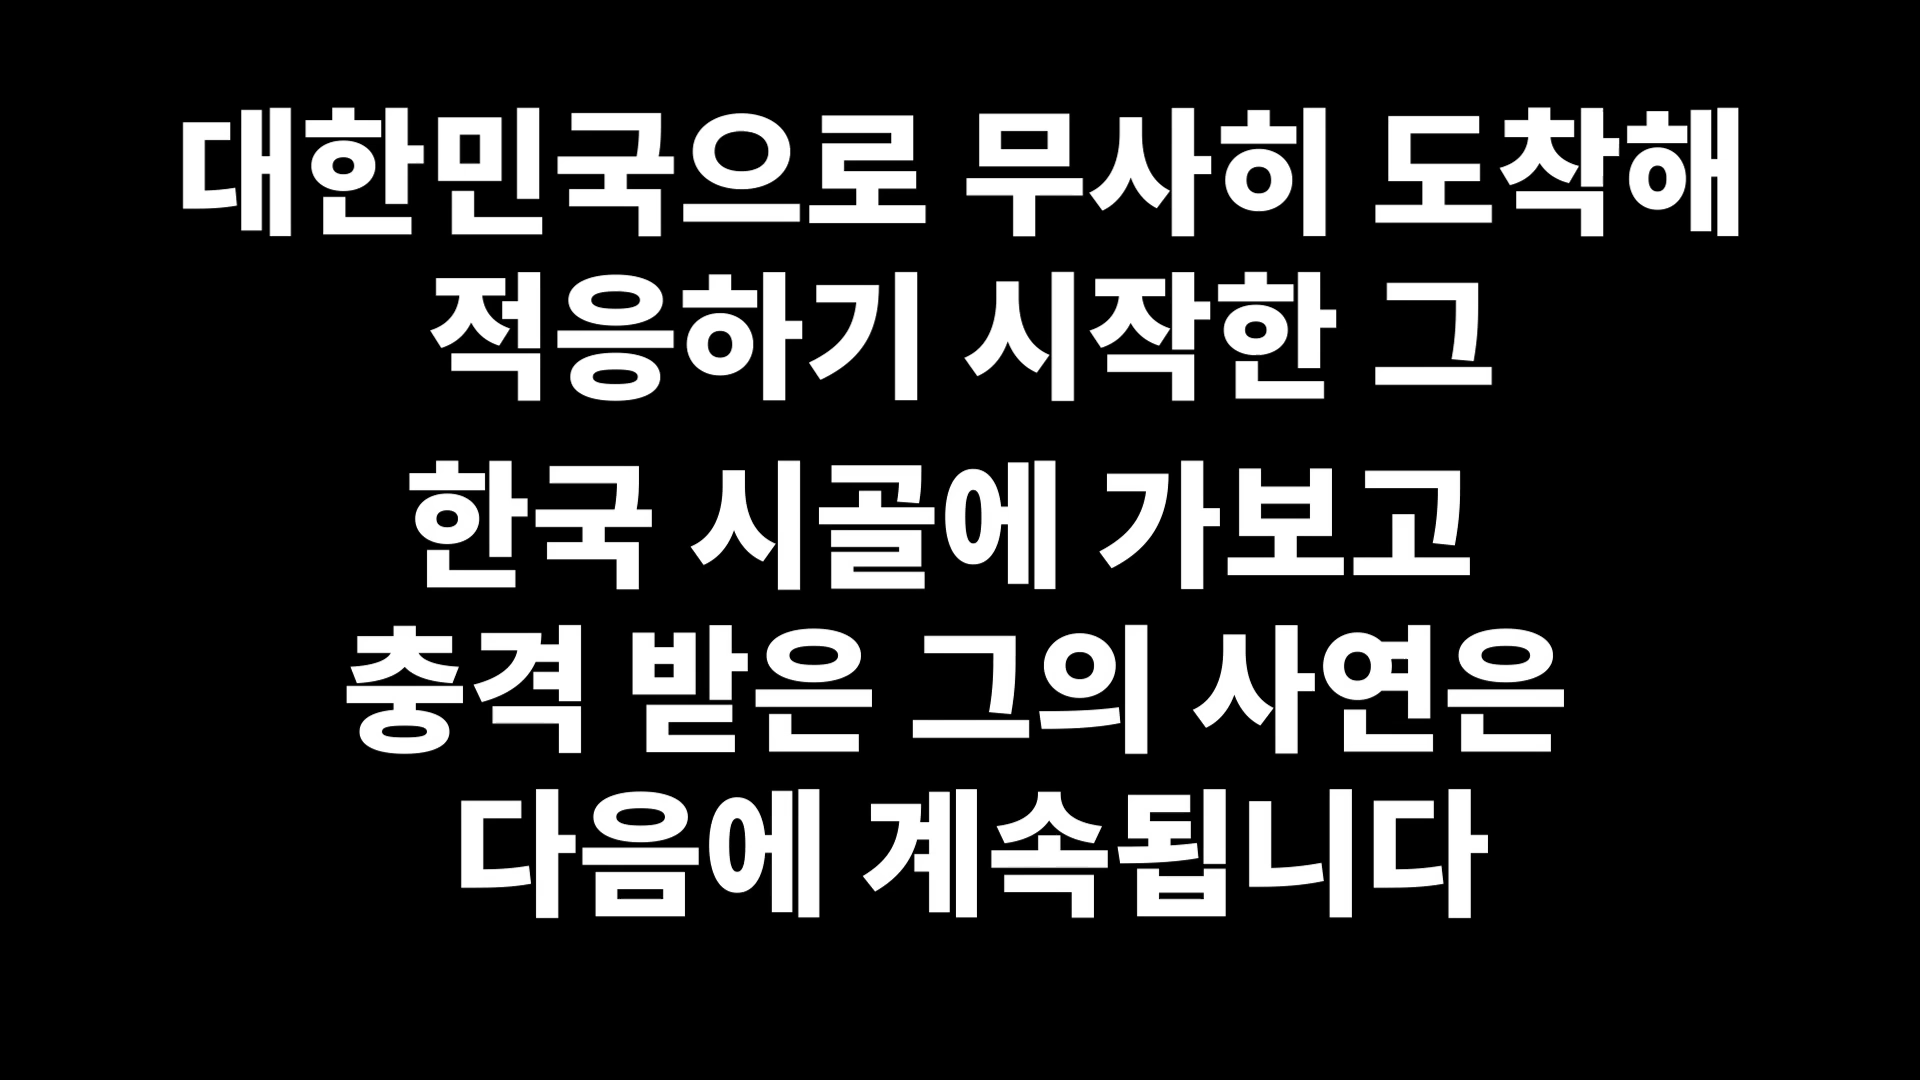 대한민국으로 무사히 도착해
적응하기 시작한 그
한국 시골에 가보고
충격 받은 그의 사연은
다음에 계속됩니다